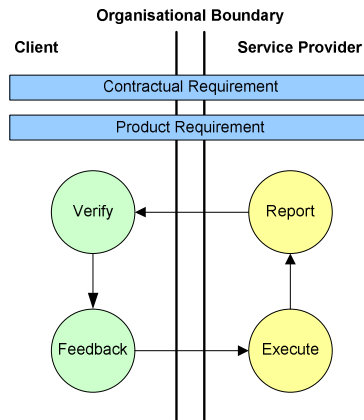 Organisational Boundary
Client
Service Provider
Contractual Requirement
Product Requirement
Verify
Report
Feedback
Execute